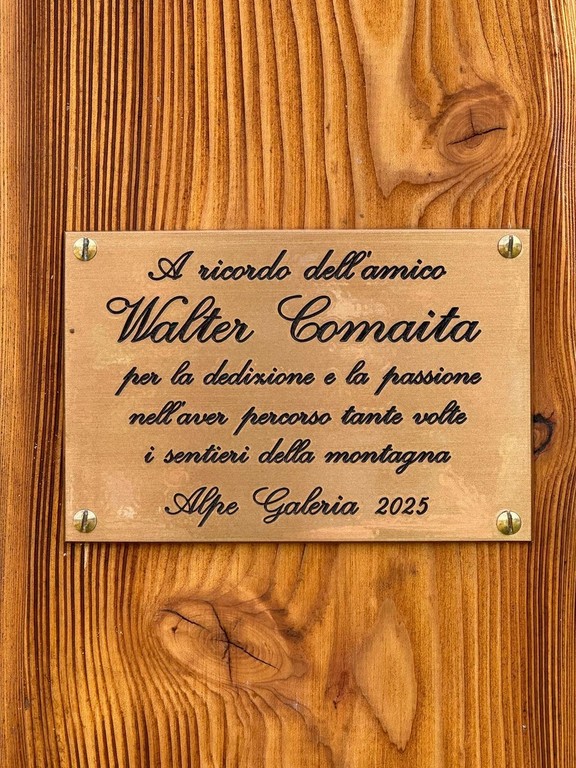 A ricordo dell'amico
Walter Comaita
per la dedizione e la passione
nell'aver percorso tante volte
i sentieri della montagna
Alpe Galeria 2025